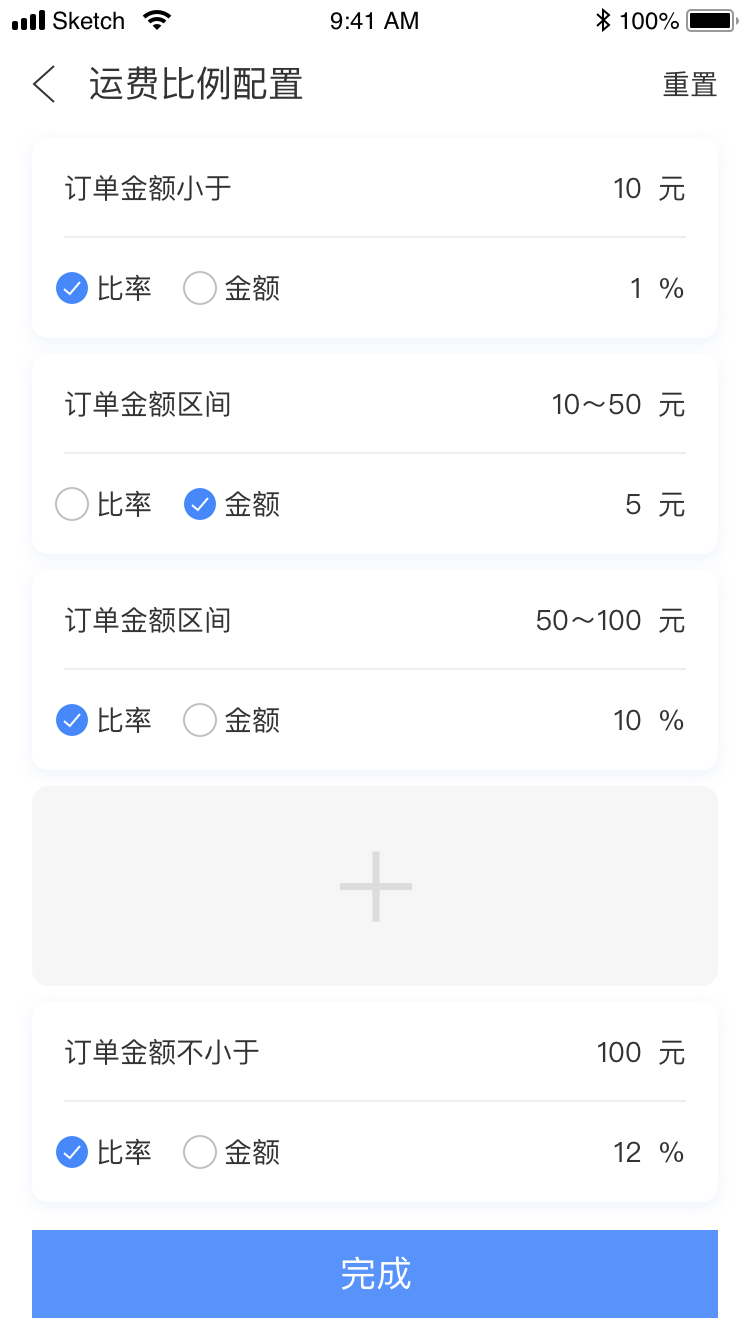 Sketch 9:41 AM 100%
运费比例配置 重置
订单金额小于 10 元
比率 金额 1 %
订单金额区间 10～50 元
比率 金额 5 元
订单金额区间 50～100 元
比率 金额 10 %
订单金额不小于 100 元
比率 金额 12 %
完成